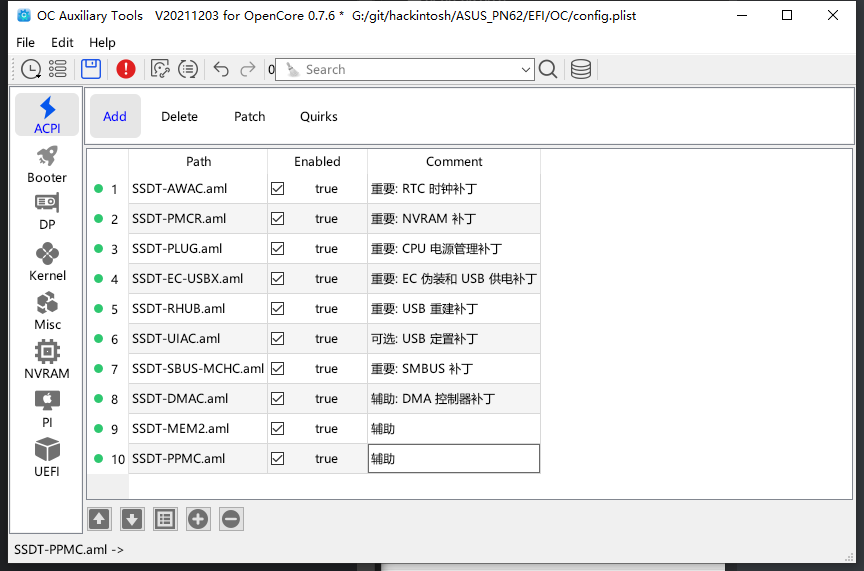 OC Auxiliary Tools   V20211203 for OpenCore 0.7.6 *  G:/git/hackintosh/ASUS_PN62/EFI/OC/config.plist
File Edit Help
0 Search
ACPI
Booter
DP
Kernel
Misc
NVRAM
PI
UEFI
Add Delete Patch Quirks
Path Enabled Comment
1 SSDT-AWAC.aml true 重要: RTC 时钟补丁
2 SSDT-PMCR.aml true 重要: NVRAM 补丁
3 SSDT-PLUG.aml true 重要: CPU 电源管理补丁
4 SSDT-EC-USBX.aml true 重要: EC 伪装和 USB 供电补丁
5 SSDT-RHUB.aml true 重要: USB 重建补丁
6 SSDT-UIAC.aml true 可选: USB 定置补丁
7 SSDT-SBUS-MCHC.aml true 重要: SMBUS 补丁
8 SSDT-DMAC.aml true 辅助: DMA 控制器补丁
9 SSDT-MEM2.aml true 辅助
10 SSDT-PPMC.aml true 辅助
SSDT-PPMC.aml ->